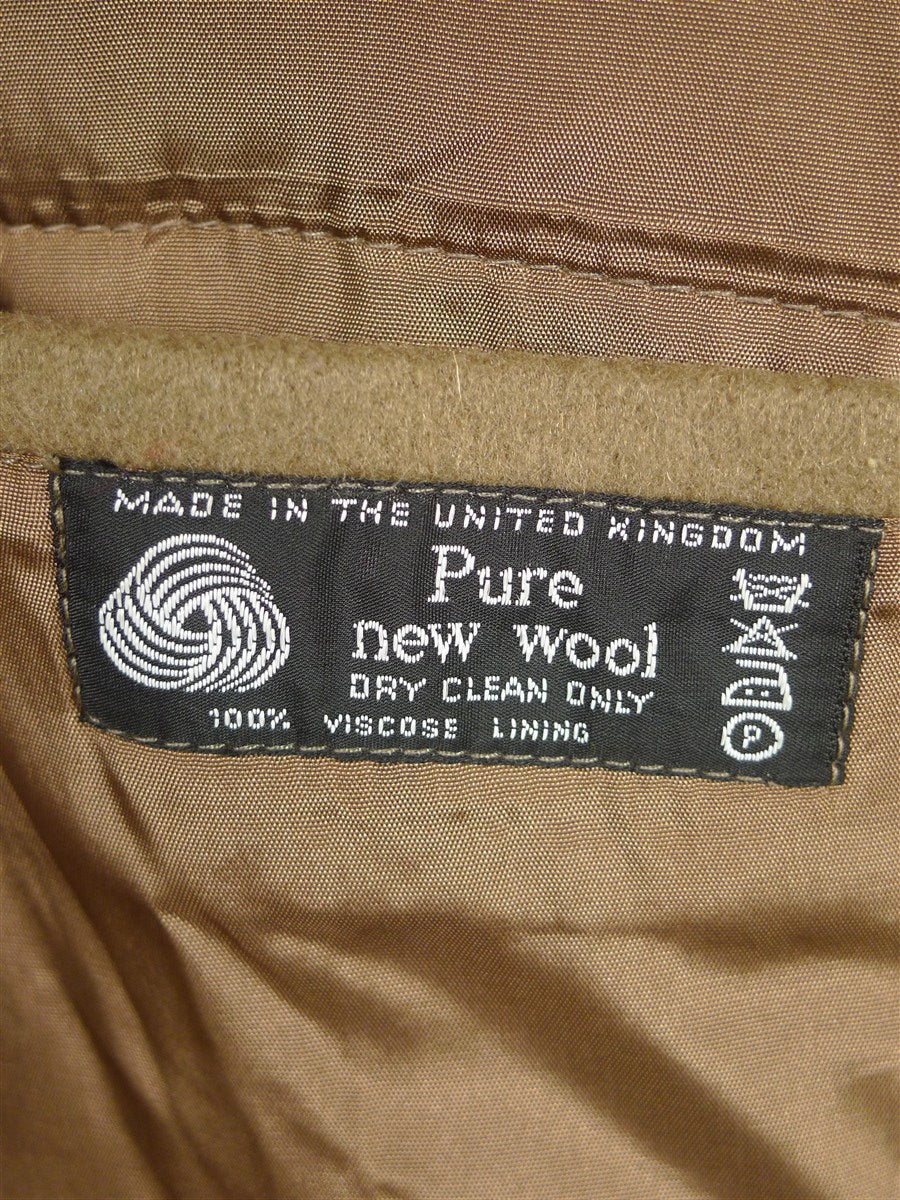 MADE IN THE UNITED KINGDOM
Pure
new wool
DRY CLEAN ONLY
100% VISCOSE LINING
P